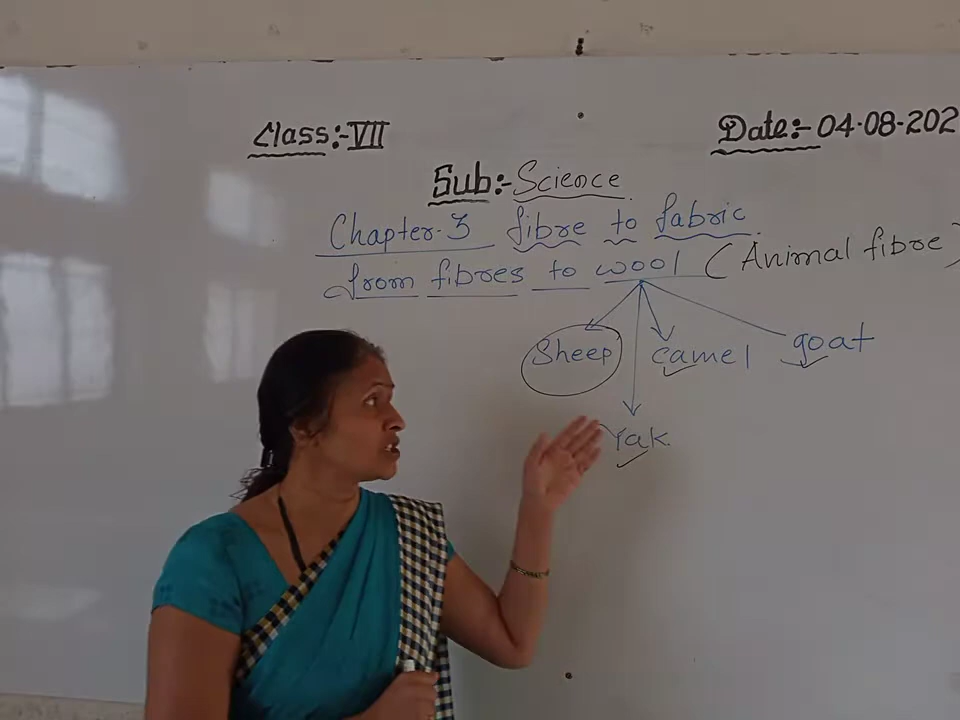 Class:-VII
Date:-04-08-202
Sub:-Science
Chapter-3 fibre to fabric
from fibres to wool (Animal fibre)
Sheep camel goat
Yak